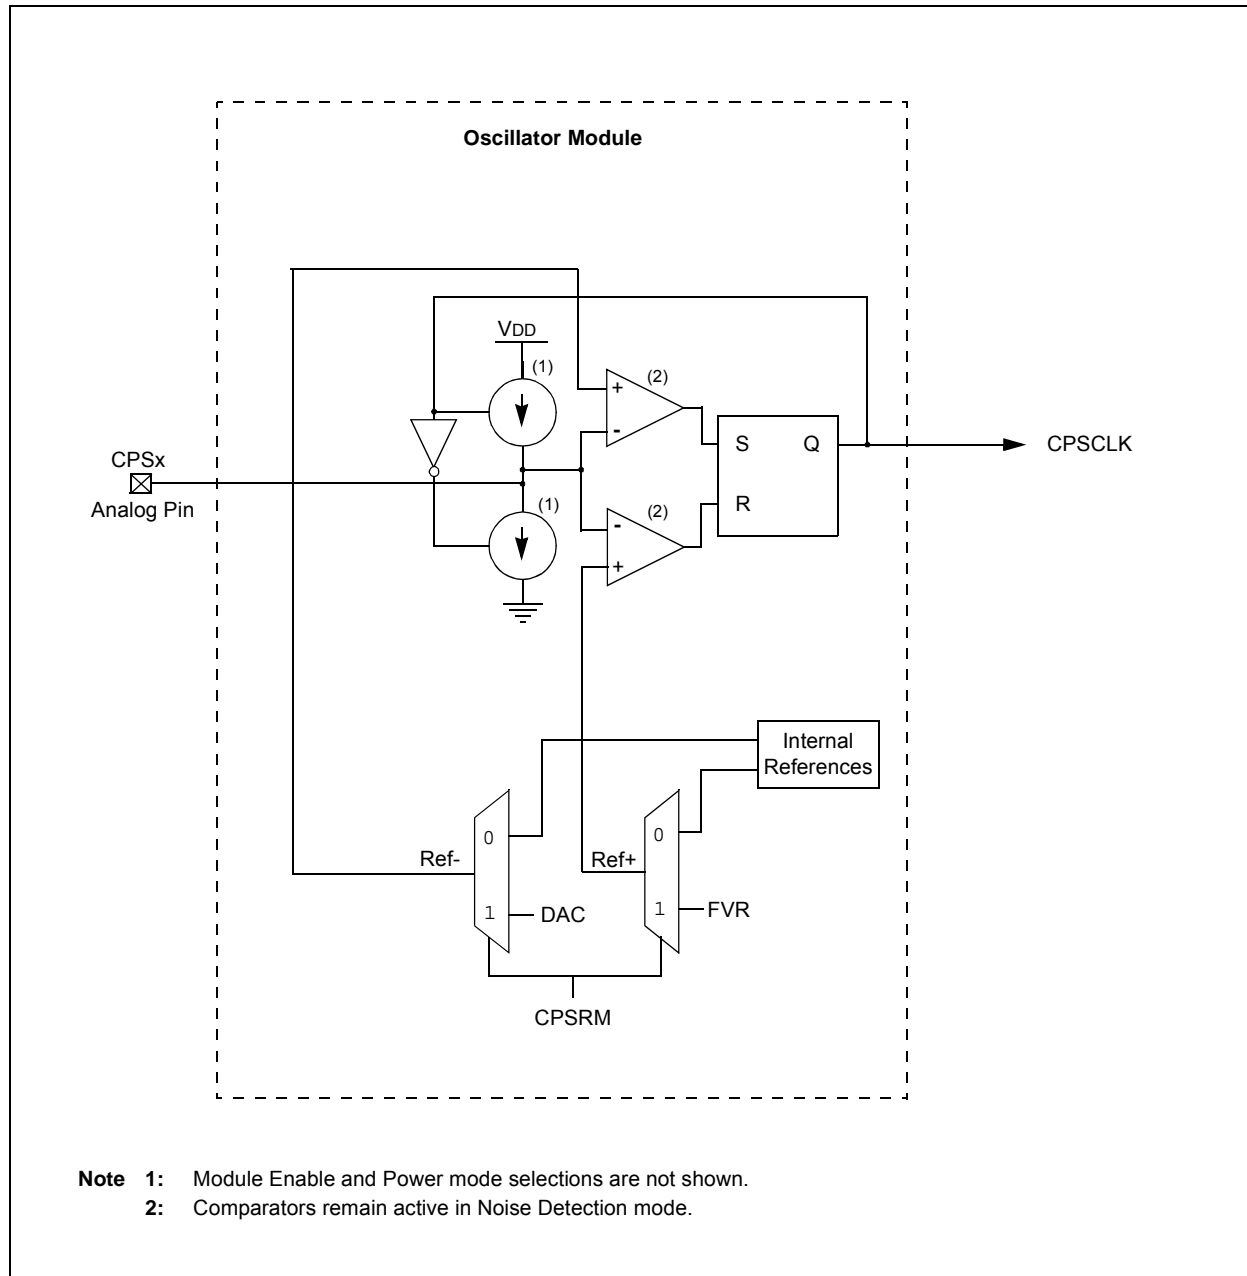 Oscillator Module
VDD
(1)
(2)
+
-
S Q
CPSCLK
CPSx
Analog Pin
(1)
(2)
R
-
+
Internal
References
0
0
Ref-
Ref+
1
DAC
1
FVR
CPSRM
Note 1: Module Enable and Power mode selections are not shown.
2: Comparators remain active in Noise Detection mode.